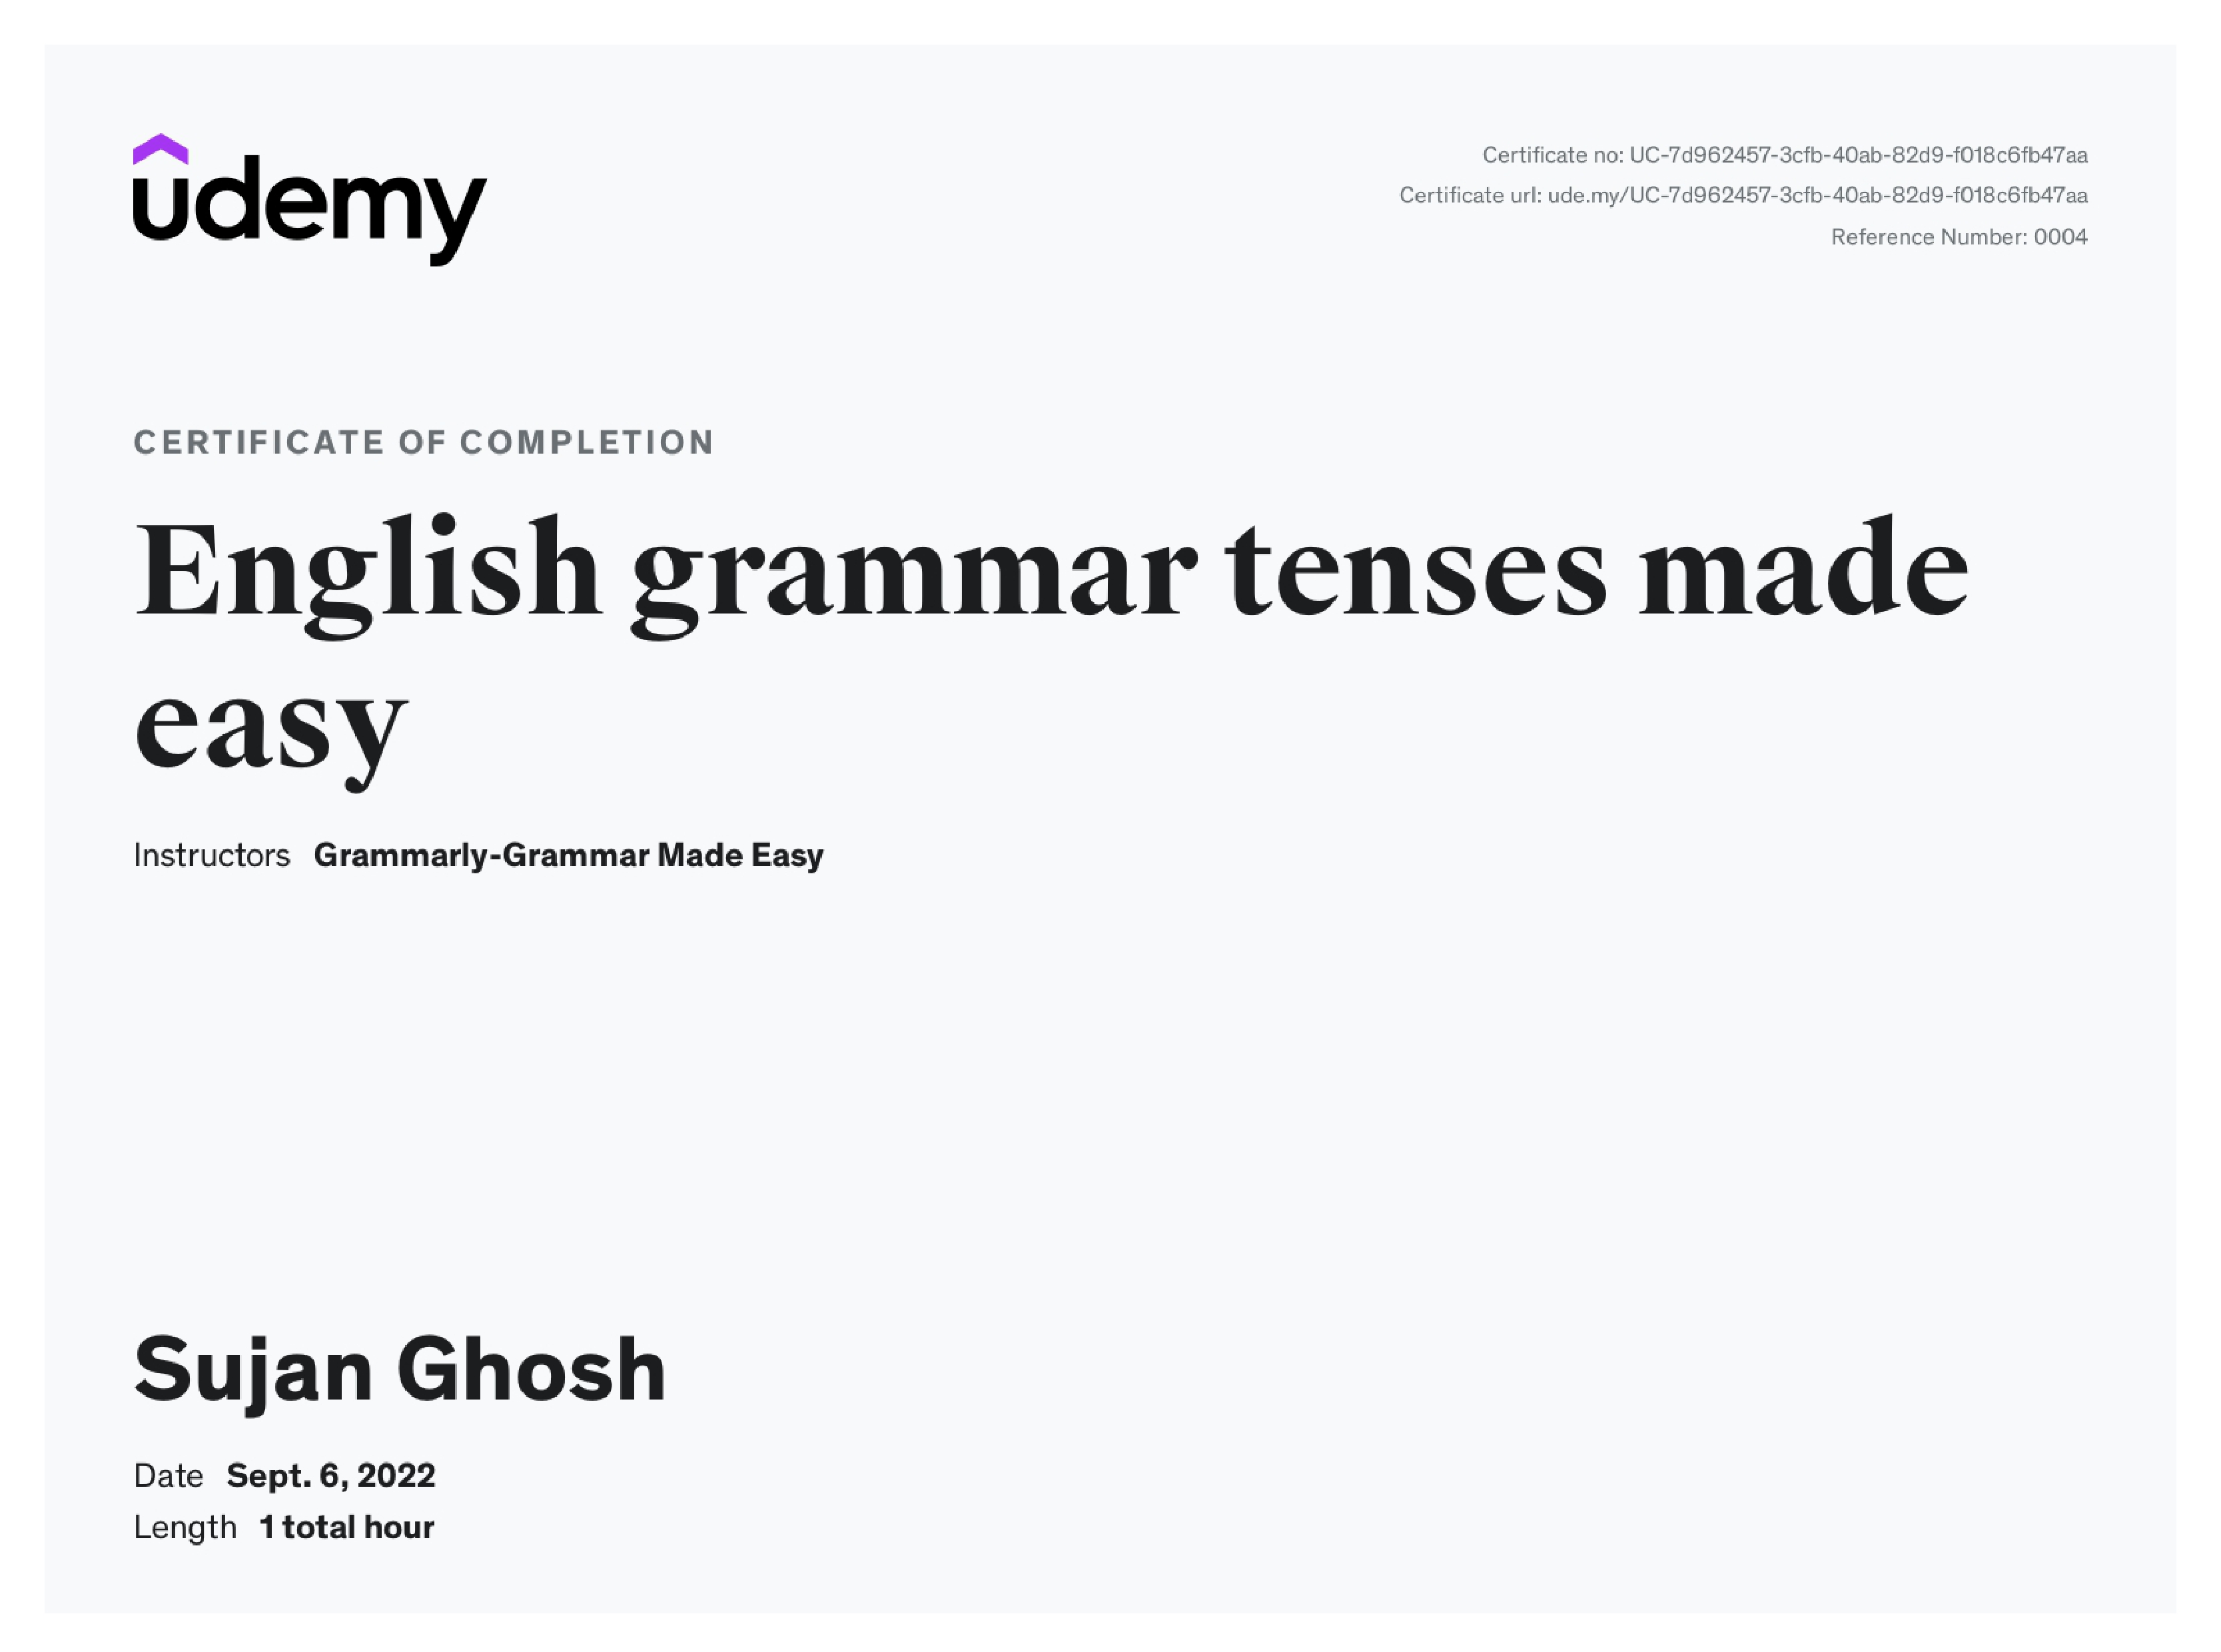 udemy
Certificate no: UC-7d962457-3cfb-40ab-82d9-f018c6fb47aa
Certificate url: ude.my/UC-7d962457-3cfb-40ab-82d9-f018c6fb47aa
Reference Number: 0004
CERTIFICATE OF COMPLETION
English grammar tenses made
easy
Instructors Grammarly-Grammar Made Easy
Sujan Ghosh
Date Sept. 6, 2022
Length 1 total hour